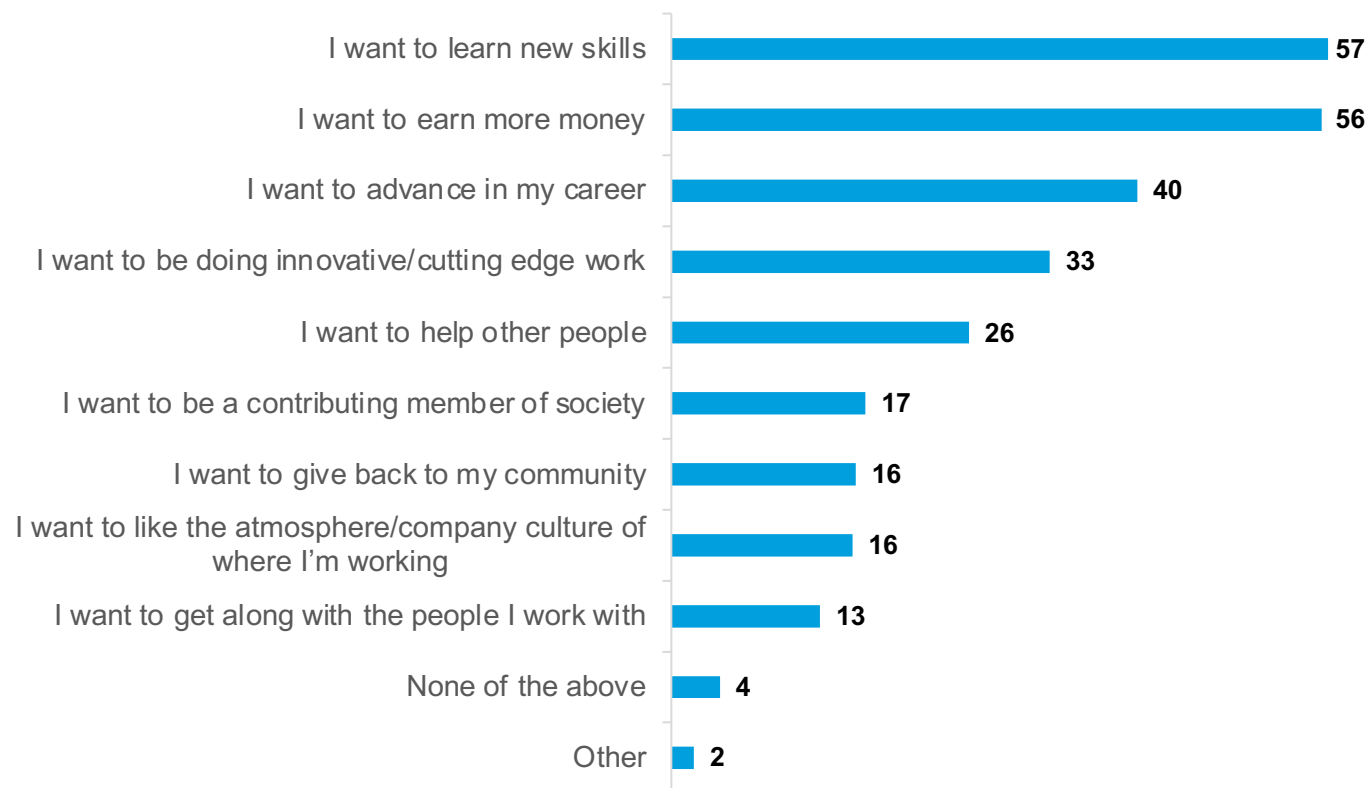 I want to learn new skills 57
I want to earn more money 56
I want to advance in my career 40
I want to be doing innovative/cutting edge work 33
I want to help other people 26
I want to be a contributing member of society 17
I want to give back to my community 16
I want to like the atmosphere/company culture of
where I’m working 16
I want to get along with the people I work with 13
None of the above 4
Other 2